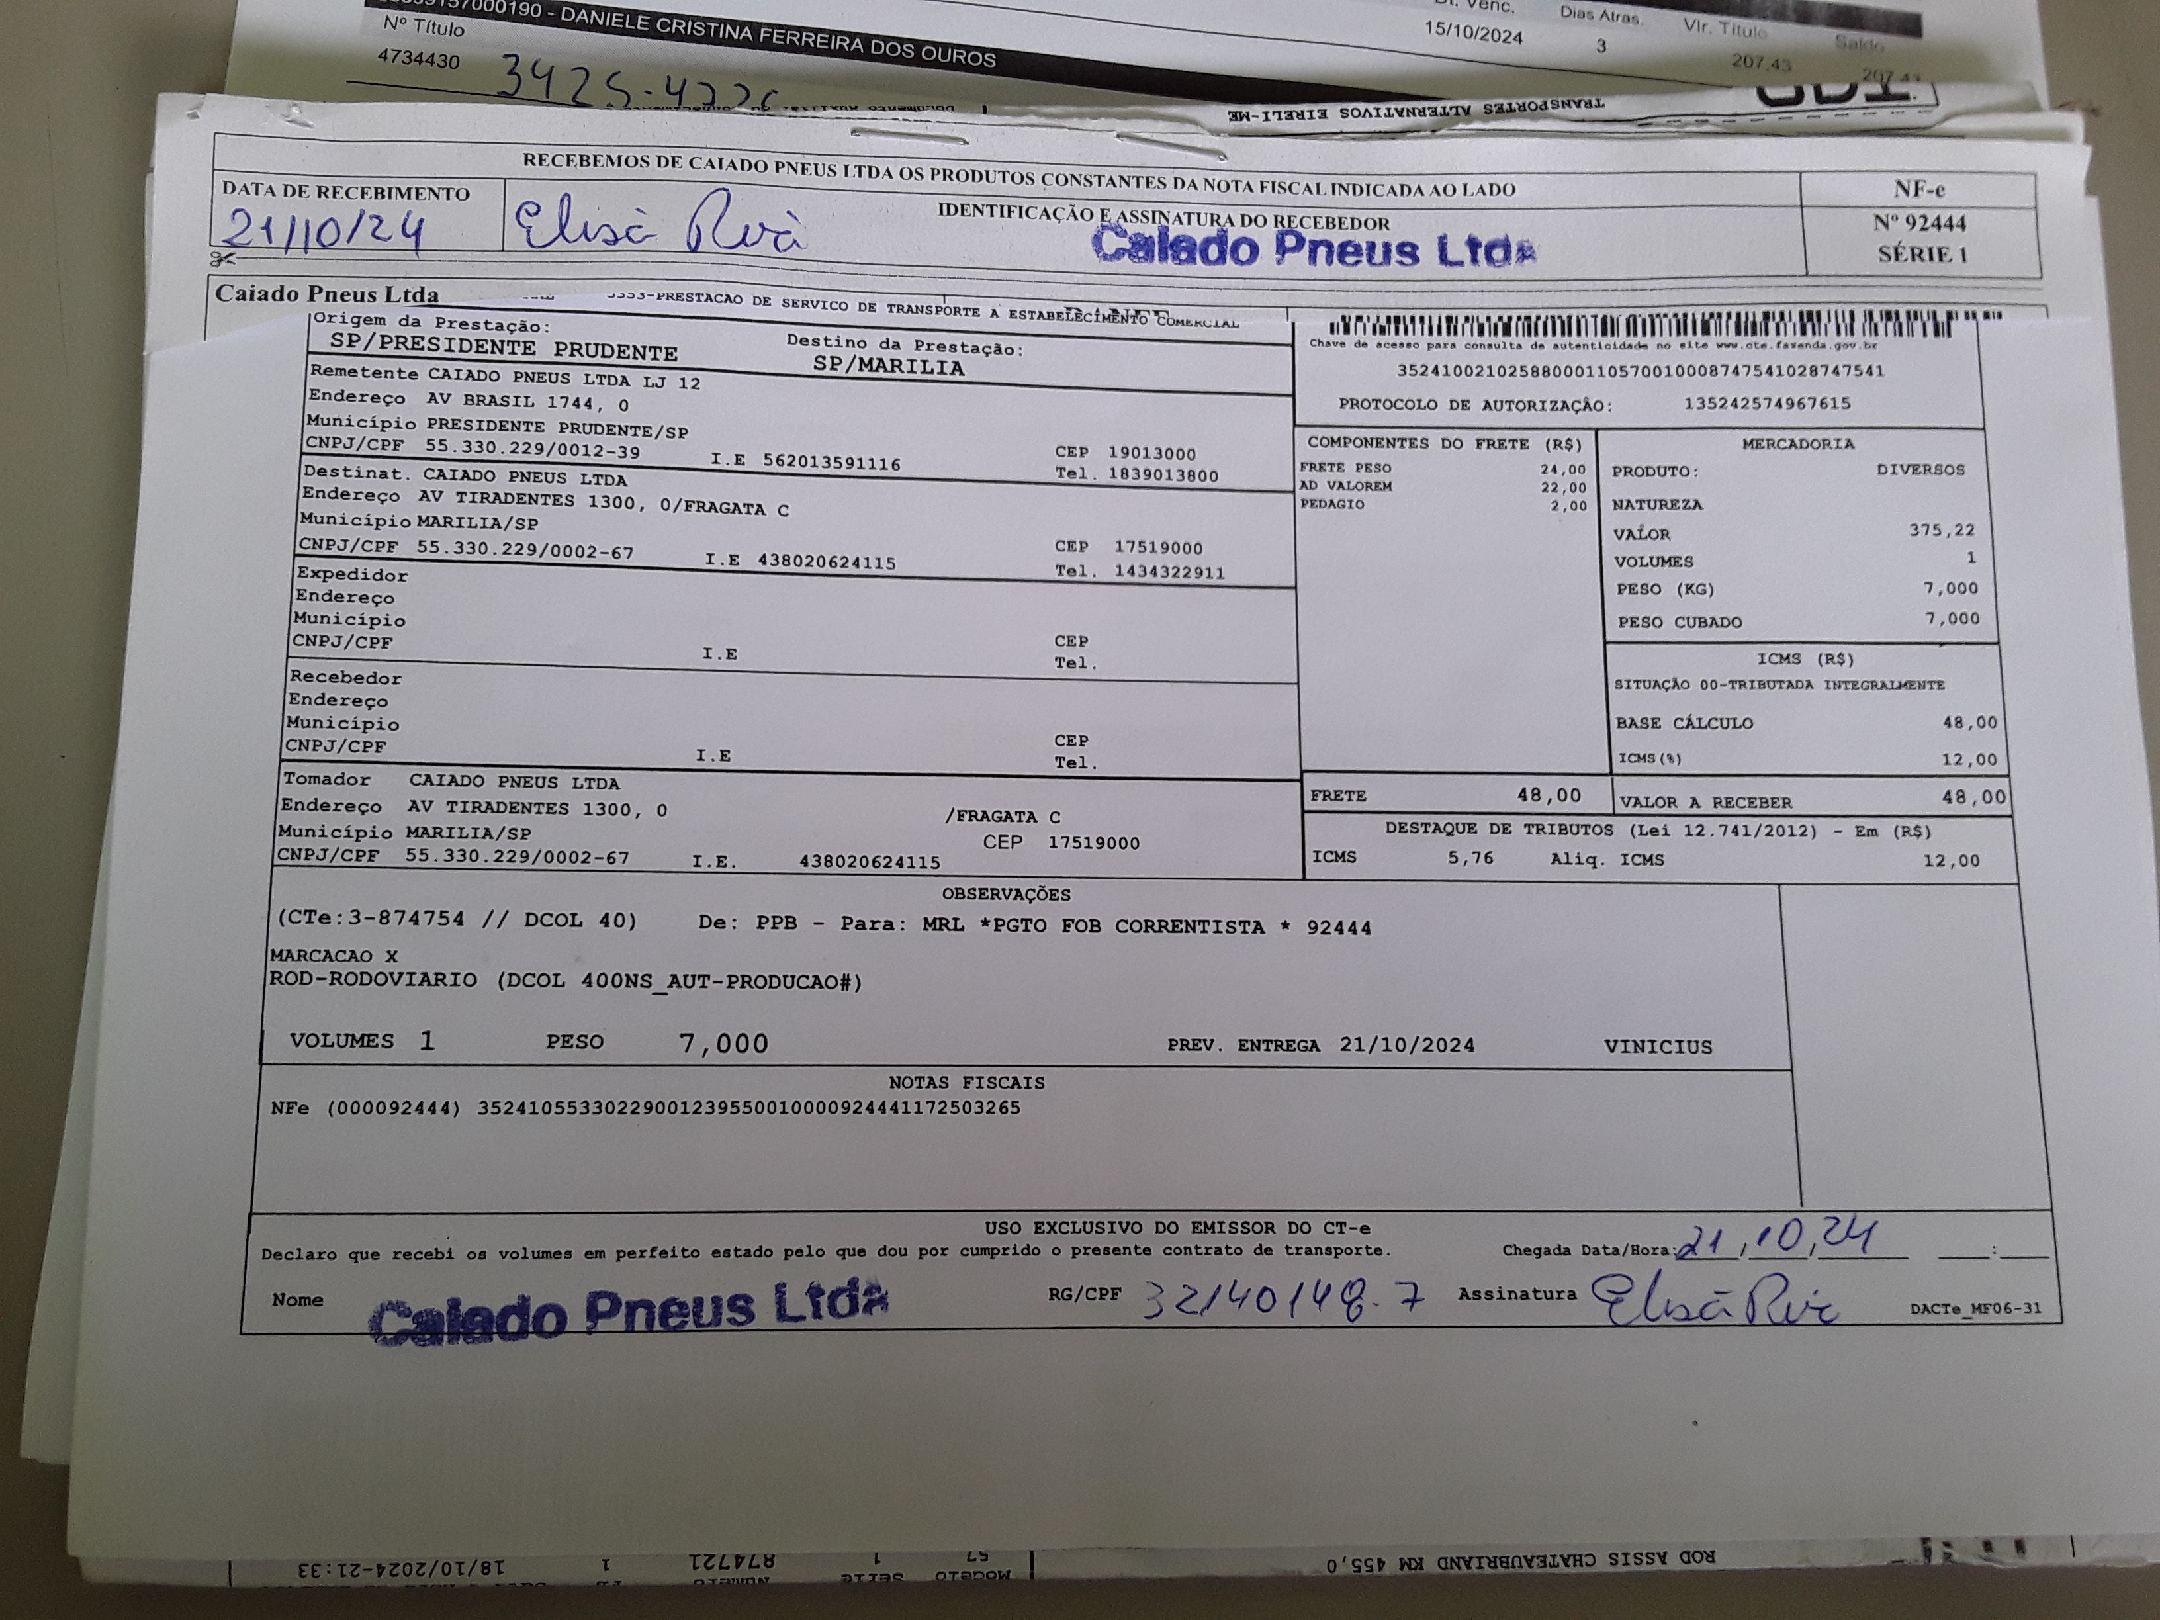 57000190 - DANIELE CRISTINA FERREIRA DOS OUROS
Nº Título
4734430
Dt. Venc. Dias Atras. Vlr. Título Saldo
15/10/2024 3 207,43 207,43
TRANSPORTES ALTERNATIVOS EIRELI-ME
RECEBEMOS DE CAIADO PNEUS LTDA OS PRODUTOS CONSTANTES DA NOTA FISCAL INDICADA AO LADO
DATA DE RECEBIMENTO
21/10/24
IDENTIFICAÇÃO E ASSINATURA DO RECEBEDOR
Caiado Pneus Ltda
NF-e
Nº 92444
SÉRIE 1
Caiado Pneus Ltda
5353-PRESTACAO DE SERVICO DE TRANSPORTE A ESTABELECIMENTO COMERCIAL
Origem da Prestação: Destino da Prestação:
SP/PRESIDENTE PRUDENTE SP/MARILIA
Remetente CAIADO PNEUS LTDA LJ 12
Endereço AV BRASIL 1744, 0
Município PRESIDENTE PRUDENTE/SP
CNPJ/CPF 55.330.229/0012-39 I.E 562013591116 CEP 19013000
Tel. 1839013800
Destinat. CAIADO PNEUS LTDA
Endereço AV TIRADENTES 1300, 0/FRAGATA C
Município MARILIA/SP
CNPJ/CPF 55.330.229/0002-67 I.E 438020624115 CEP 17519000
Tel. 1434322911
Expedidor
Endereço
Município
CNPJ/CPF I.E CEP
Tel.
Recebedor
Endereço
Município
CNPJ/CPF I.E CEP
Tel.
Tomador CAIADO PNEUS LTDA
Endereço AV TIRADENTES 1300, 0 /FRAGATA C
Município MARILIA/SP CEP 17519000
CNPJ/CPF 55.330.229/0002-67 I.E. 438020624115
Chave de acesso para consulta de autenticidade no site www.cte.fazenda.gov.br
35241002102588000110570010008747541028747541
PROTOCOLO DE AUTORIZAÇÃO: 135242574967615
COMPONENTES DO FRETE (R$)
FRETE PESO 24,00
AD VALOREM 22,00
PEDAGIO 2,00
MERCADORIA
PRODUTO: DIVERSOS
NATUREZA
VALOR 375,22
VOLUMES 1
PESO (KG) 7,000
PESO CUBADO 7,000
ICMS (R$)
SITUAÇÃO 00-TRIBUTADA INTEGRALMENTE
BASE CÁLCULO 48,00
ICMS(%) 12,00
FRETE 48,00 VALOR A RECEBER 48,00
DESTAQUE DE TRIBUTOS (Lei 12.741/2012) - Em (R$)
ICMS 5,76 Aliq. ICMS 12,00
OBSERVAÇÕES
(CTe:3-874754 // DCOL 40) De: PPB - Para: MRL *PGTO FOB CORRENTISTA * 92444
MARCACAO X
ROD-RODOVIARIO (DCOL 400NS_AUT-PRODUCAO#)
VOLUMES 1 PESO 7,000 PREV. ENTREGA 21/10/2024 VINICIUS
NOTAS FISCAIS
NFe (000092444) 35241055330229001239550010000924441172503265
USO EXCLUSIVO DO EMISSOR DO CT-e
Declaro que recebi os volumes em perfeito estado pelo que dou por cumprido o presente contrato de transporte. Chegada Data/Hora: 21,10,24 :
Nome Caiado Pneus Ltda RG/CPF 32140148-7 Assinatura DACTe_MF06-31
ROD ASSIS CHATEAUBRIAND KM 455,0
Modelo Série Número
57 1 874721 1 18/10/2024-21:33